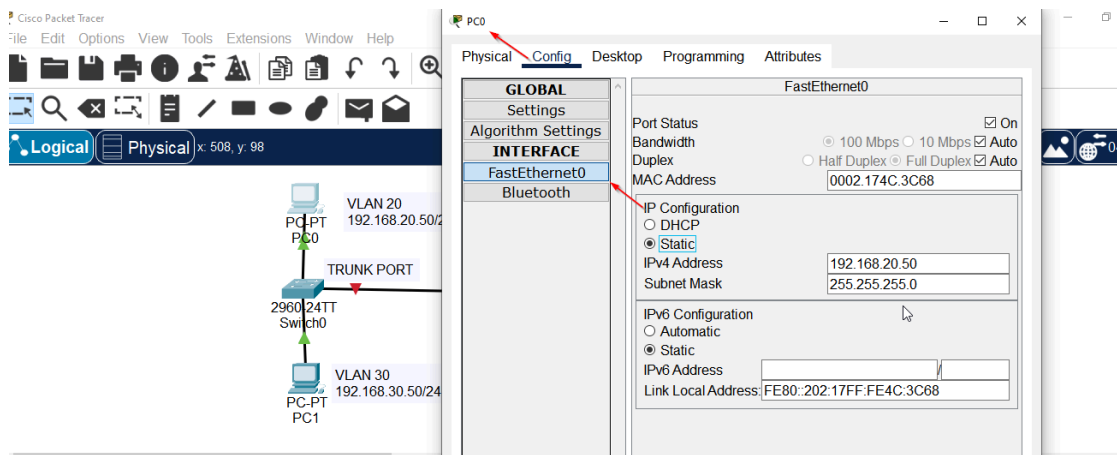 Cisco Packet Tracer
File Edit Options View Tools Extensions Window Help
Logical Physical x: 508, y: 98
VLAN 20
192.168.20.50/2
PC-PT
PC0
TRUNK PORT
2960-24TT
Switch0
VLAN 30
192.168.30.50/24
PC-PT
PC1
PC0
Physical Config Desktop Programming Attributes
GLOBAL
Settings
Algorithm Settings
INTERFACE
FastEthernet0
Bluetooth
FastEthernet0
Port Status On
Bandwidth 100 Mbps 10 Mbps Auto
Duplex Half Duplex Full Duplex Auto
MAC Address 0002.174C.3C68
IP Configuration
DHCP
Static
IPv4 Address 192.168.20.50
Subnet Mask 255.255.255.0
IPv6 Configuration
Automatic
Static
IPv6 Address /
Link Local Address: FE80::202:17FF:FE4C:3C68